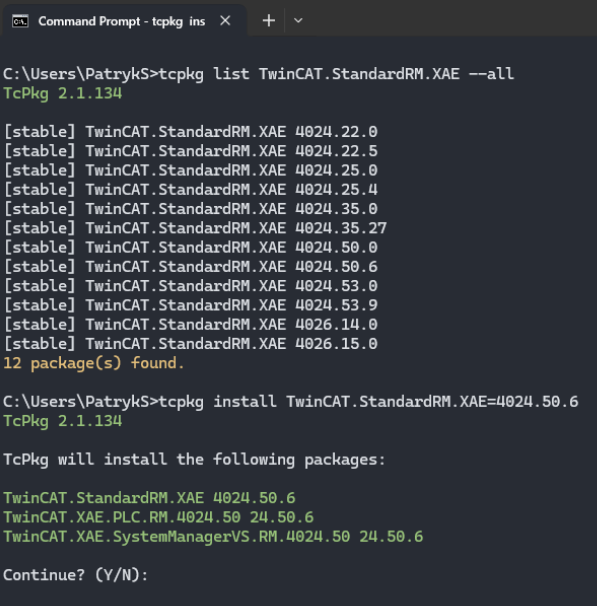 Command Prompt - tcpkg ins
C:\Users\PatrykS>tcpkg list TwinCAT.StandardRM.XAE --all
TcPkg 2.1.134
[stable] TwinCAT.StandardRM.XAE 4024.22.0
[stable] TwinCAT.StandardRM.XAE 4024.22.5
[stable] TwinCAT.StandardRM.XAE 4024.25.0
[stable] TwinCAT.StandardRM.XAE 4024.25.4
[stable] TwinCAT.StandardRM.XAE 4024.35.0
[stable] TwinCAT.StandardRM.XAE 4024.35.27
[stable] TwinCAT.StandardRM.XAE 4024.50.0
[stable] TwinCAT.StandardRM.XAE 4024.50.6
[stable] TwinCAT.StandardRM.XAE 4024.53.0
[stable] TwinCAT.StandardRM.XAE 4024.53.9
[stable] TwinCAT.StandardRM.XAE 4026.14.0
[stable] TwinCAT.StandardRM.XAE 4026.15.0
12 package(s) found.
C:\Users\PatrykS>tcpkg install TwinCAT.StandardRM.XAE=4024.50.6
TcPkg 2.1.134
TcPkg will install the following packages:
TwinCAT.StandardRM.XAE 4024.50.6
TwinCAT.XAE.PLC.RM.4024.50 24.50.6
TwinCAT.XAE.SystemManagerVS.RM.4024.50 24.50.6
Continue? (Y/N):